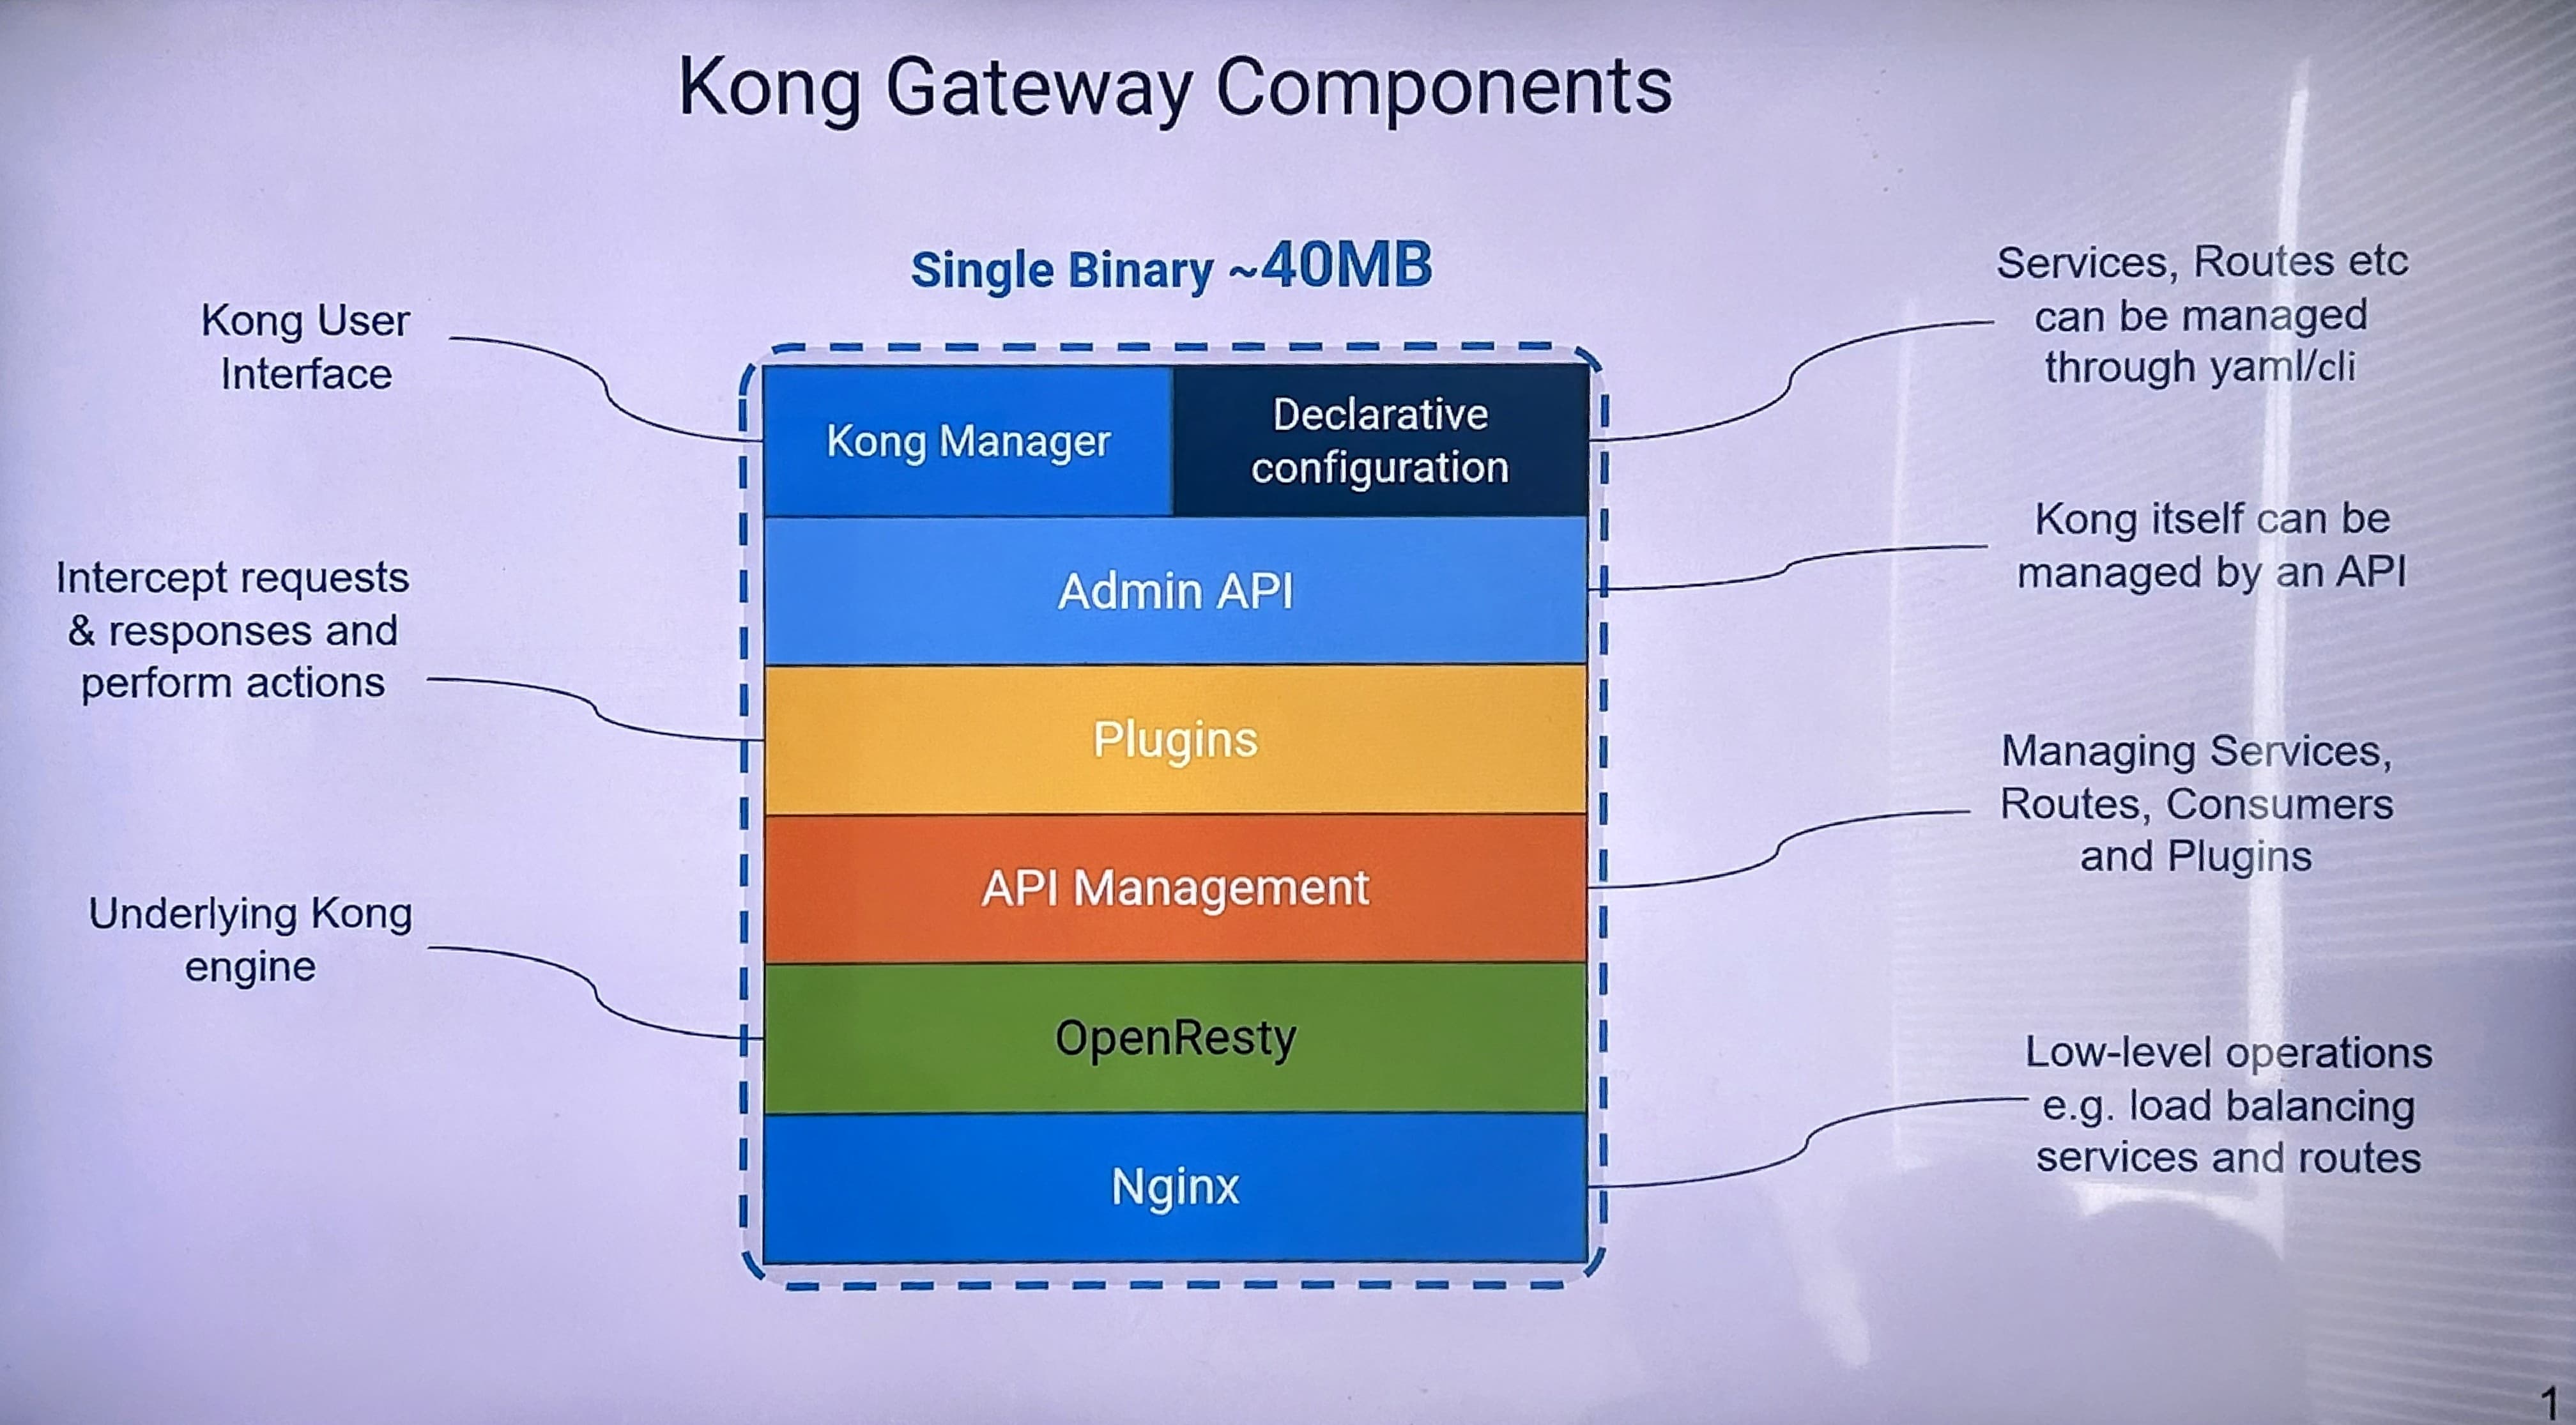 Kong Gateway Components
Single Binary ~40MB
Kong User
Interface
Kong Manager
Declarative
configuration
Services, Routes etc
can be managed
through yaml/cli
Admin API
Kong itself can be
managed by an API
Intercept requests
& responses and
perform actions
Plugins
API Management
Managing Services,
Routes, Consumers
and Plugins
Underlying Kong
engine
OpenResty
Nginx
Low-level operations
e.g. load balancing
services and routes
1